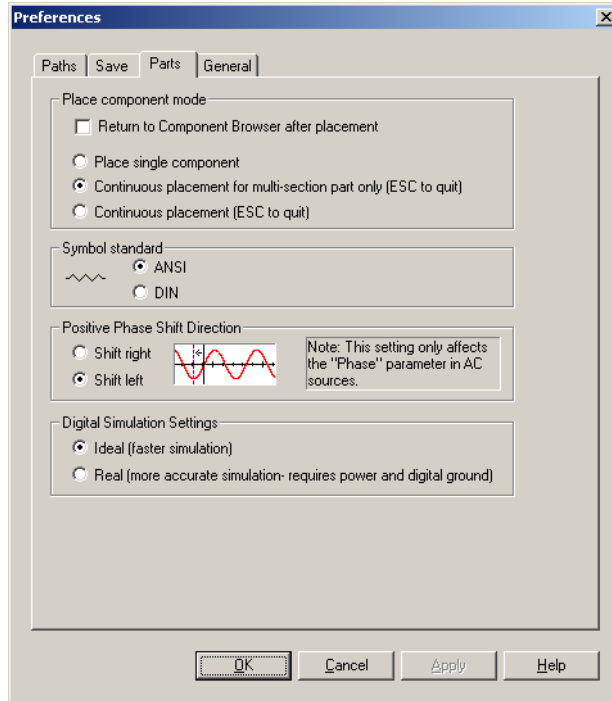 Preferences
Paths
Save
Parts
General
Place component mode
Return to Component Browser after placement
Place single component
Continuous placement for multi-section part only (ESC to quit)
Continuous placement (ESC to quit)
Symbol standard
ANSI
DIN
Positive Phase Shift Direction
Shift right
Shift left
Note: This setting only affects
the "Phase" parameter in AC
sources.
Digital Simulation Settings
Ideal (faster simulation)
Real (more accurate simulation- requires power and digital ground)
OK
Cancel
Apply
Help